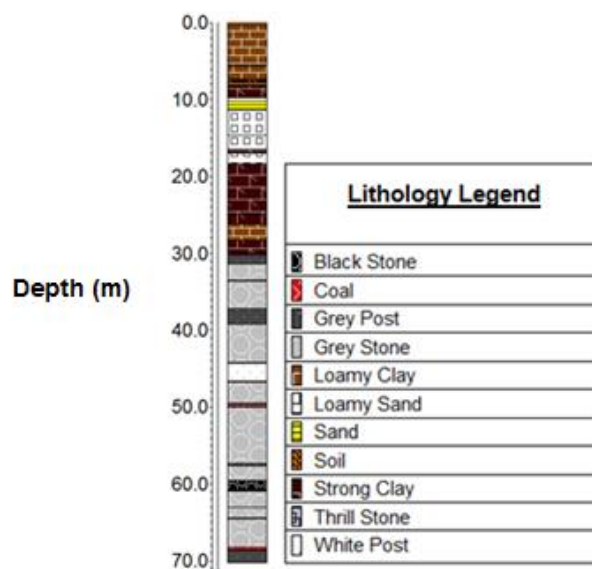 0.0
10.0
20.0
30.0
40.0
50.0
60.0
70.0
Depth (m)
Lithology Legend
Black Stone
Coal
Grey Post
Grey Stone
Loamy Clay
Loamy Sand
Sand
Soil
Strong Clay
Thrill Stone
White Post